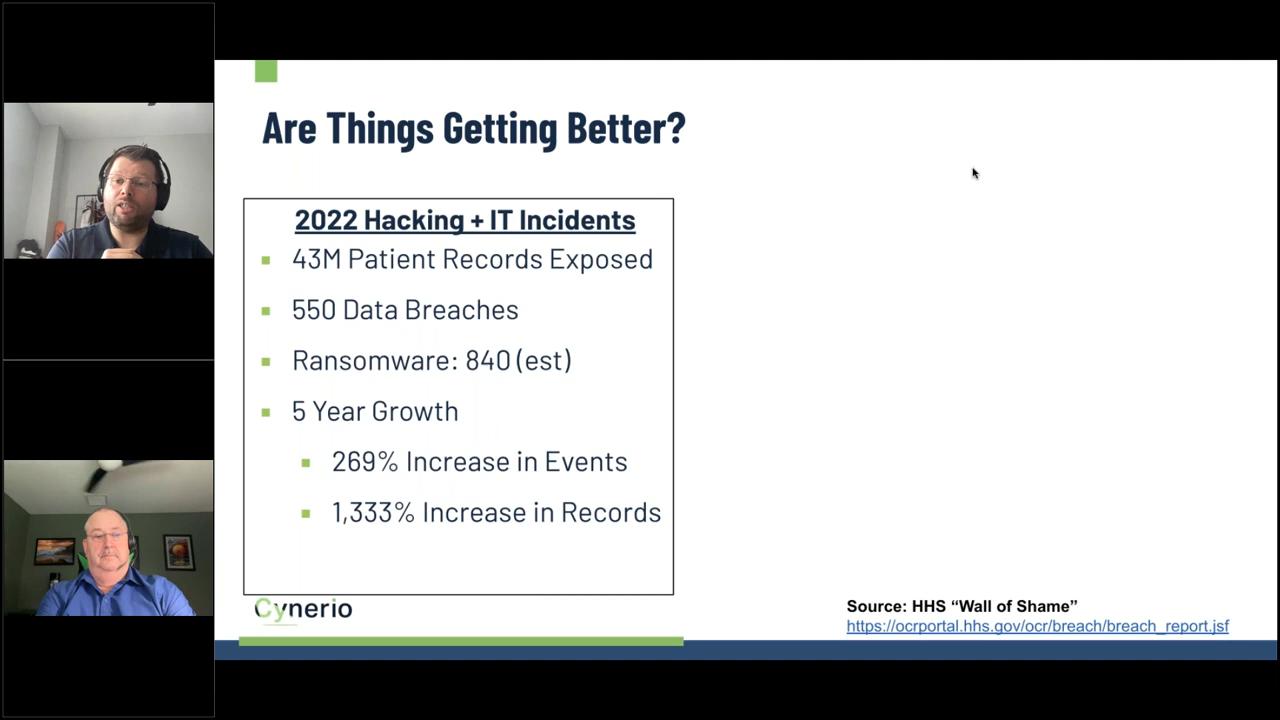 Are Things Getting Better?
2022 Hacking + IT Incidents
43M Patient Records Exposed
550 Data Breaches
Ransomware: 840 (est)
5 Year Growth
269% Increase in Events
1,333% Increase in Records
Cynerio
Source: HHS “Wall of Shame”
https://ocrportal.hhs.gov/ocr/breach/breach_report.jsf